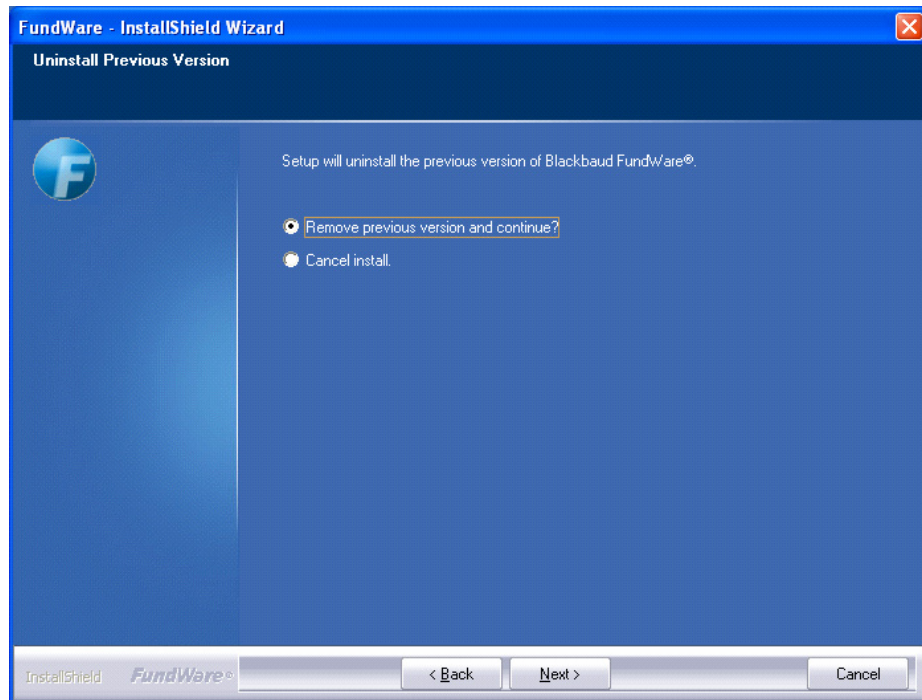 FundWare - InstallShield Wizard
Uninstall Previous Version
F
Setup will uninstall the previous version of Blackbaud FundWare®.
Remove previous version and continue?
Cancel install.
InstallShield FundWare® < Back Next > Cancel